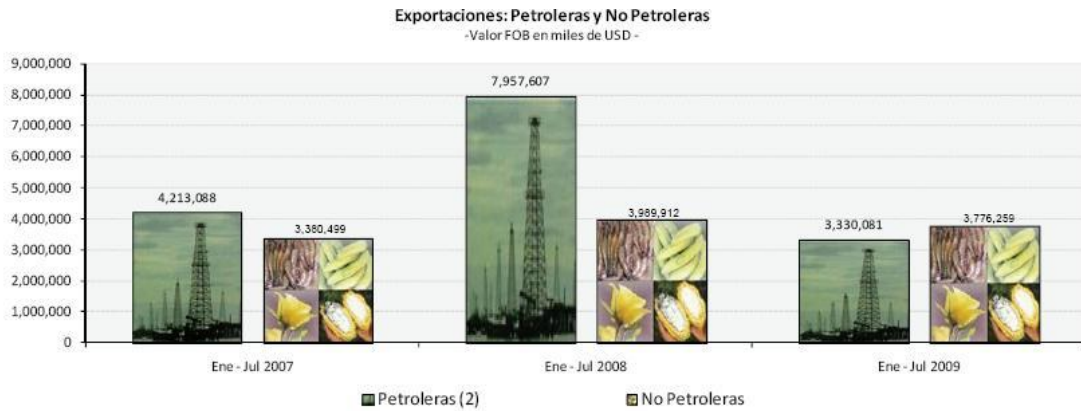 Exportaciones: Petroleras y No Petroleras
-Valor FOB en miles de USD -
9,000,000
8,000,000
7,000,000
6,000,000
5,000,000
4,000,000
3,000,000
2,000,000
1,000,000
0
4,213,088
3,380,499
7,957,607
3,989,912
3,330,081
3,776,259
Ene - Jul 2007
Ene - Jul 2008
Ene - Jul 2009
Petroleras (2)
No Petroleras